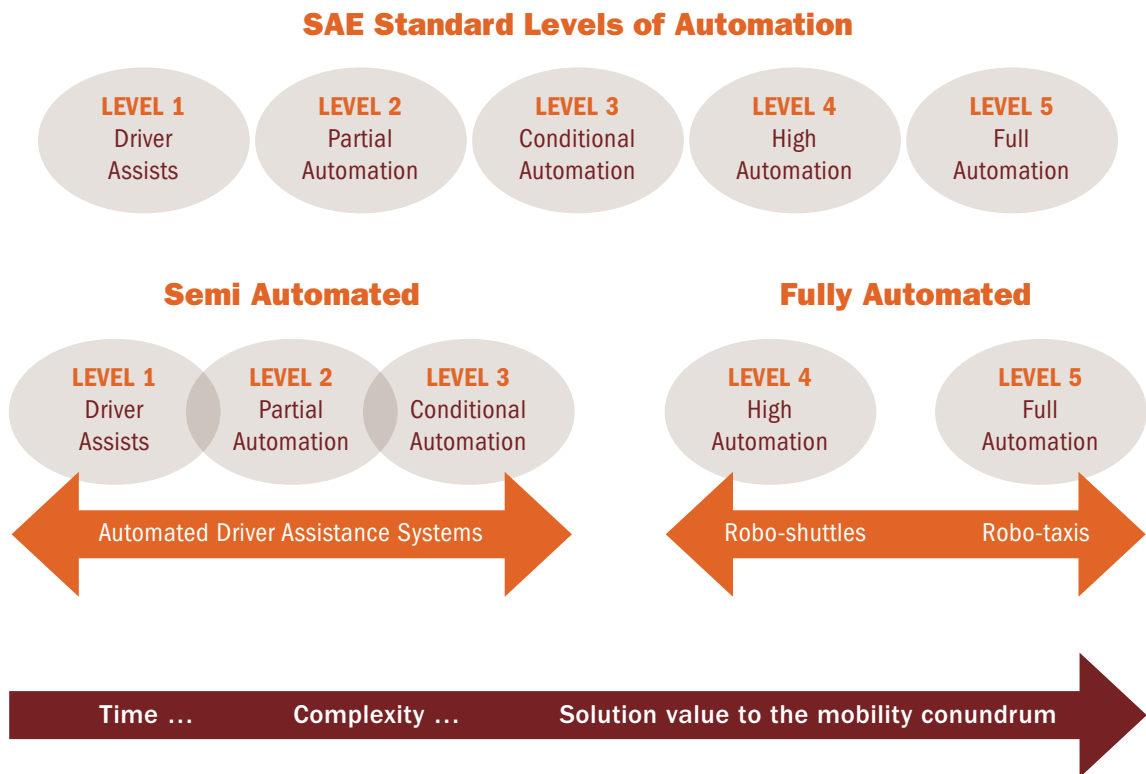 SAE Standard Levels of Automation
LEVEL 1
Driver
Assists
LEVEL 2
Partial
Automation
LEVEL 3
Conditional
Automation
LEVEL 4
High
Automation
LEVEL 5
Full
Automation
Semi Automated
LEVEL 1
Driver
Assists
LEVEL 2
Partial
Automation
LEVEL 3
Conditional
Automation
Automated Driver Assistance Systems
Fully Automated
LEVEL 4
High
Automation
LEVEL 5
Full
Automation
Robo-shuttles
Robo-taxis
Time ...
Complexity ...
Solution value to the mobility conundrum